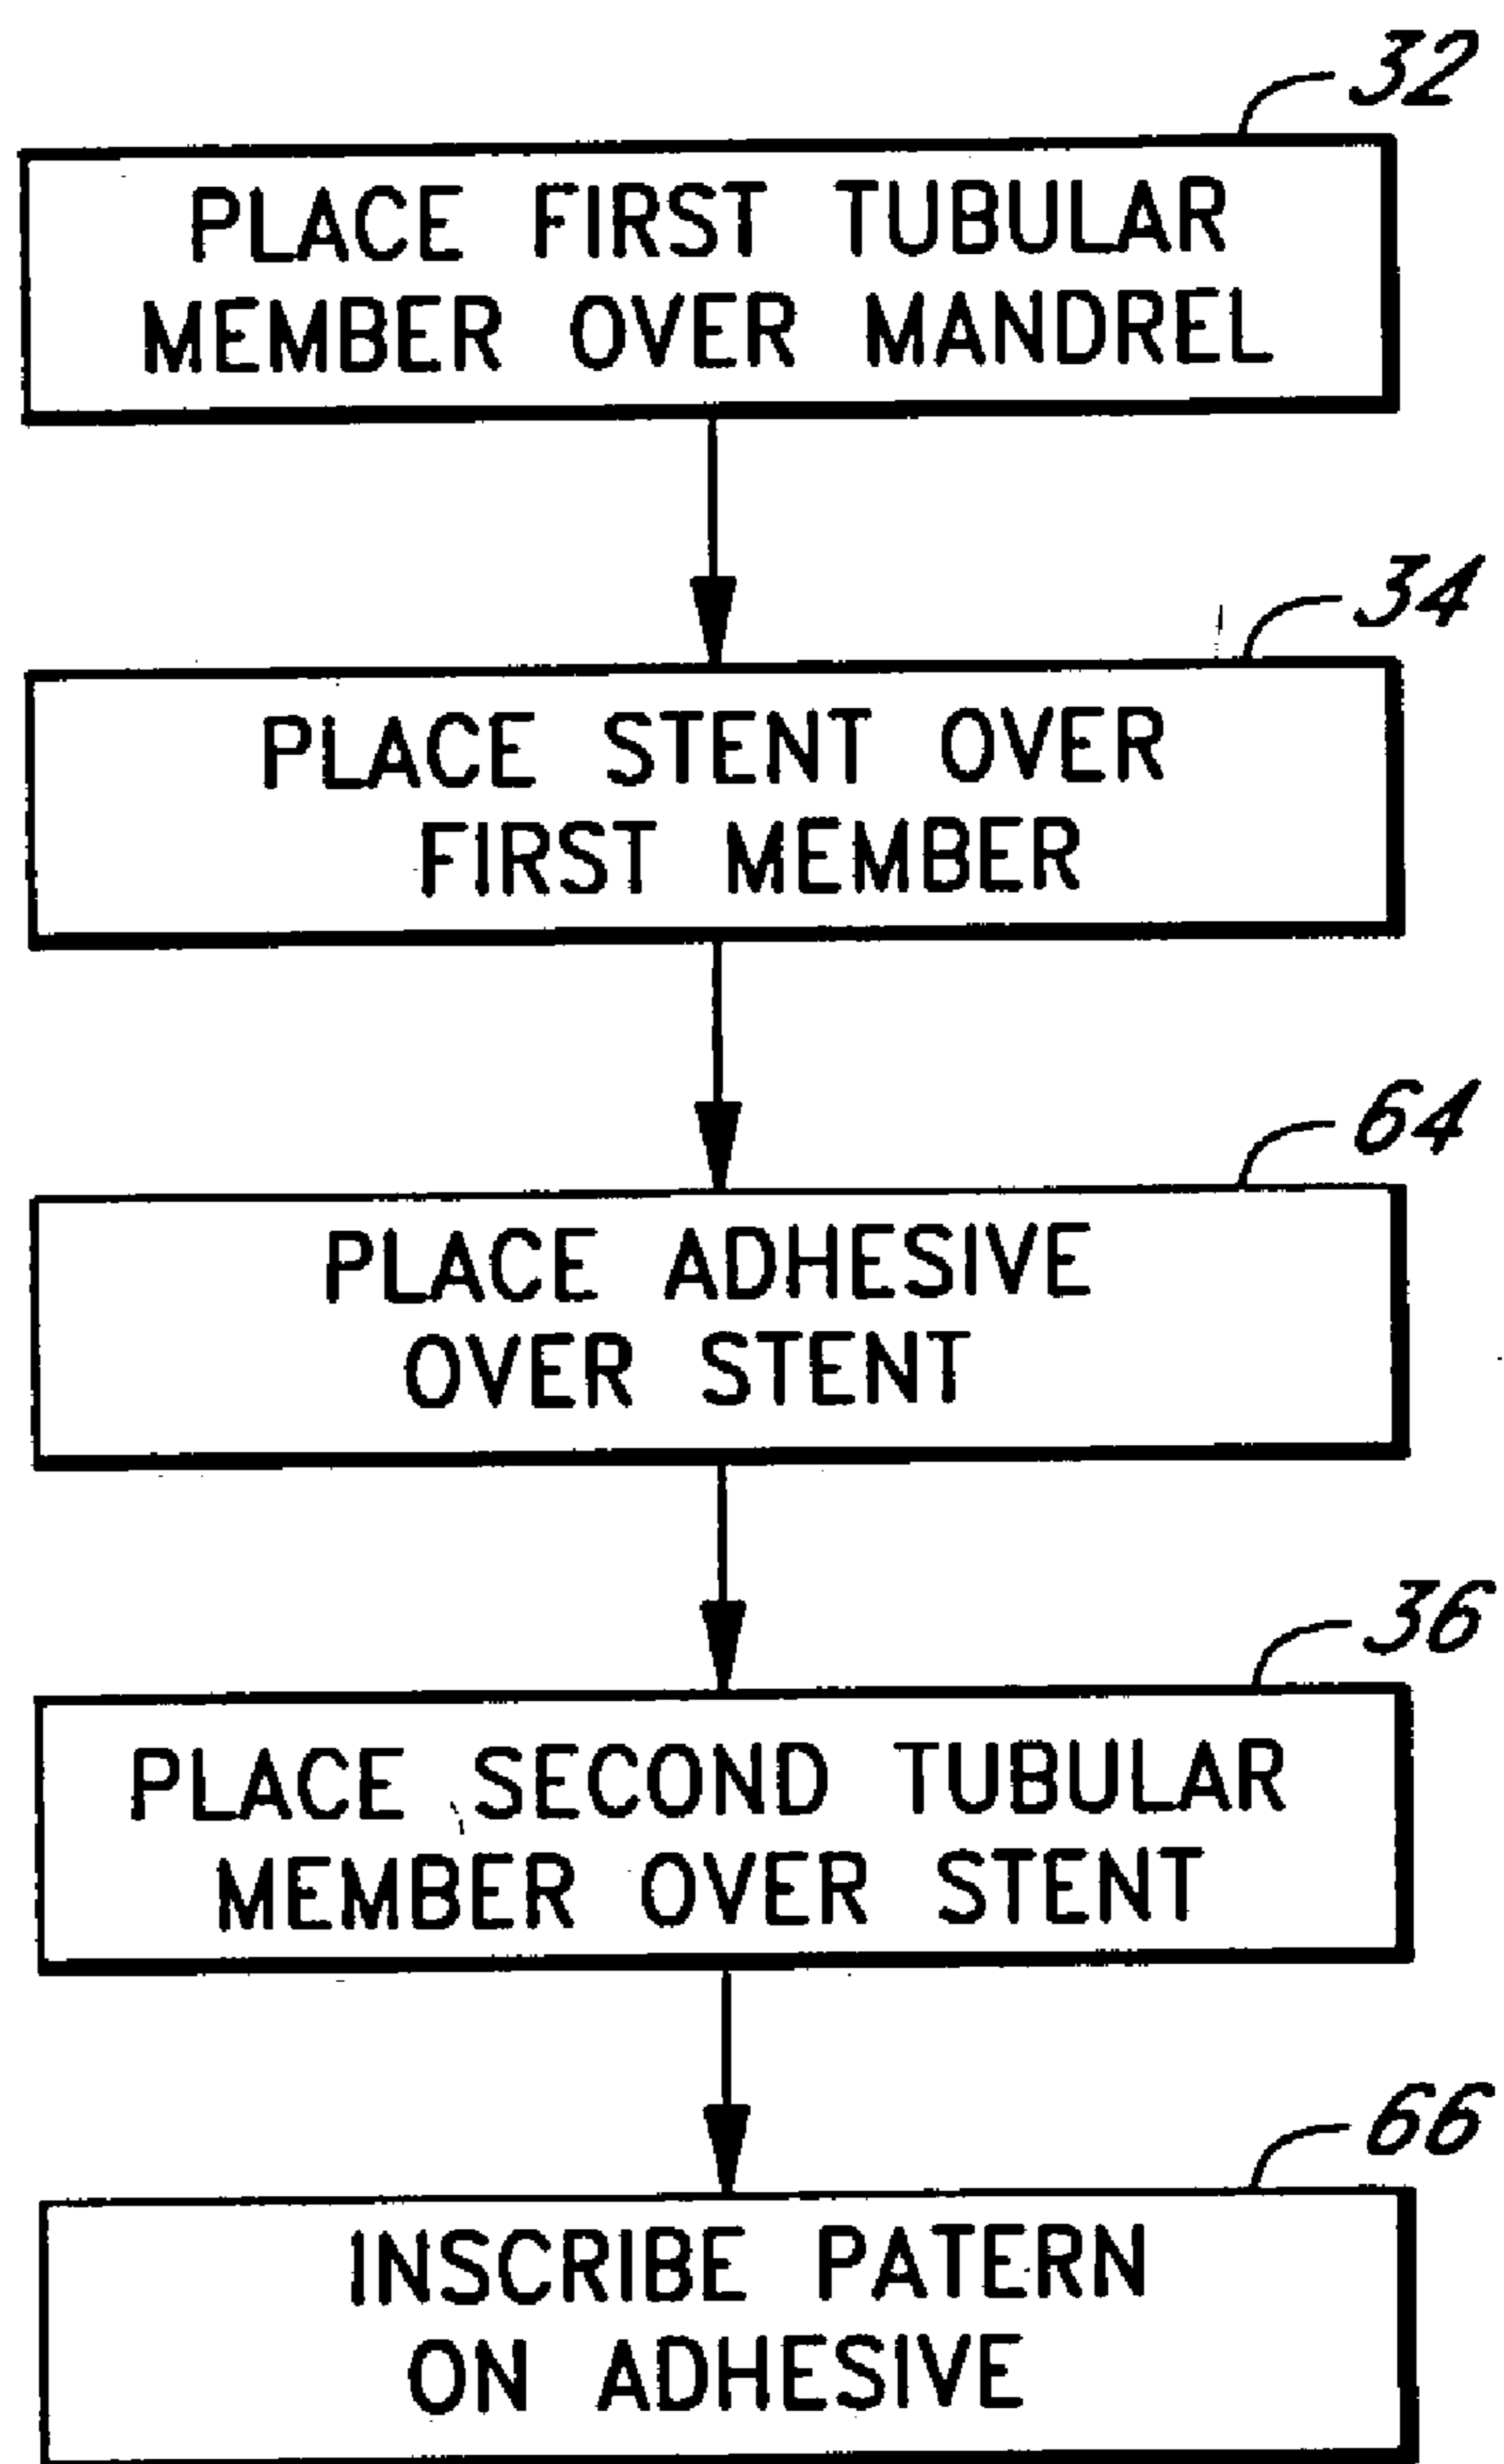 32
PLACE FIRST TUBULAR
MEMBER OVER MANDREL
34
PLACE STENT OVER
FIRST MEMBER
64
PLACE ADHESIVE
OVER STENT
36
PLACE SECOND TUBULAR
MEMBER OVER STENT
66
INSCRIBE PATERN
ON ADHESIVE